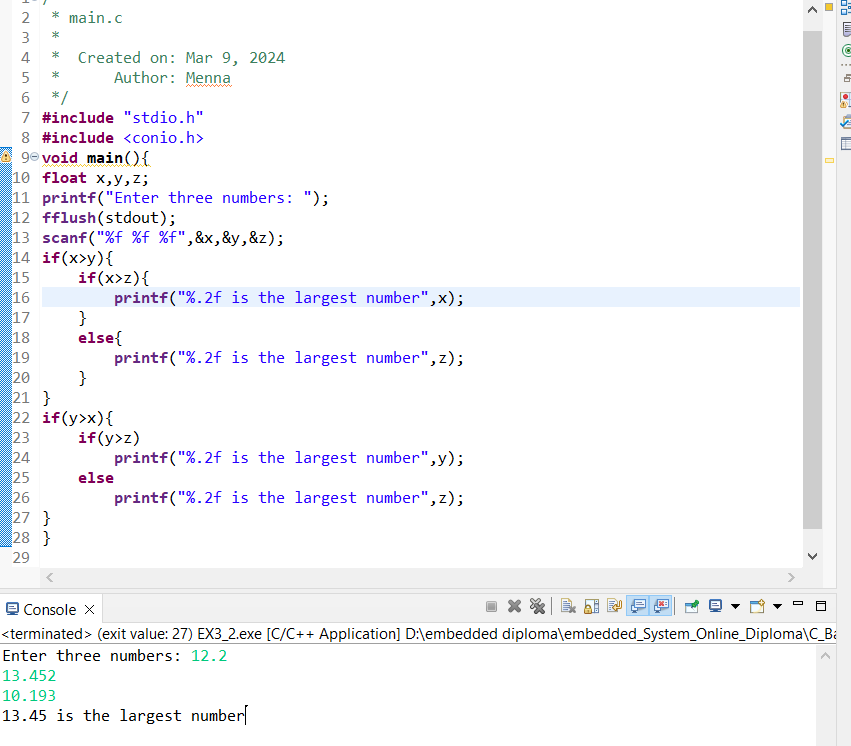 1 /
2  * main.c
3  *
4  *  Created on: Mar 9, 2024
5  *      Author: Menna
6  */
7 #include "stdio.h"
8 #include <conio.h>
9 void main(){
10 float x,y,z;
11 printf("Enter three numbers: ");
12 fflush(stdout);
13 scanf("%f %f %f",&x,&y,&z);
14 if(x>y){
15     if(x>z){
16         printf("%.2f is the largest number",x);
17     }
18     else{
19         printf("%.2f is the largest number",z);
20     }
21 }
22 if(y>x){
23     if(y>z)
24         printf("%.2f is the largest number",y);
25     else
26         printf("%.2f is the largest number",z);
27 }
28 }
29
Console
<terminated> (exit value: 27) EX3_2.exe [C/C++ Application] D:\embedded diploma\embedded_System_Online_Diploma\C_Ba
Enter three numbers: 12.2
13.452
10.193
13.45 is the largest number